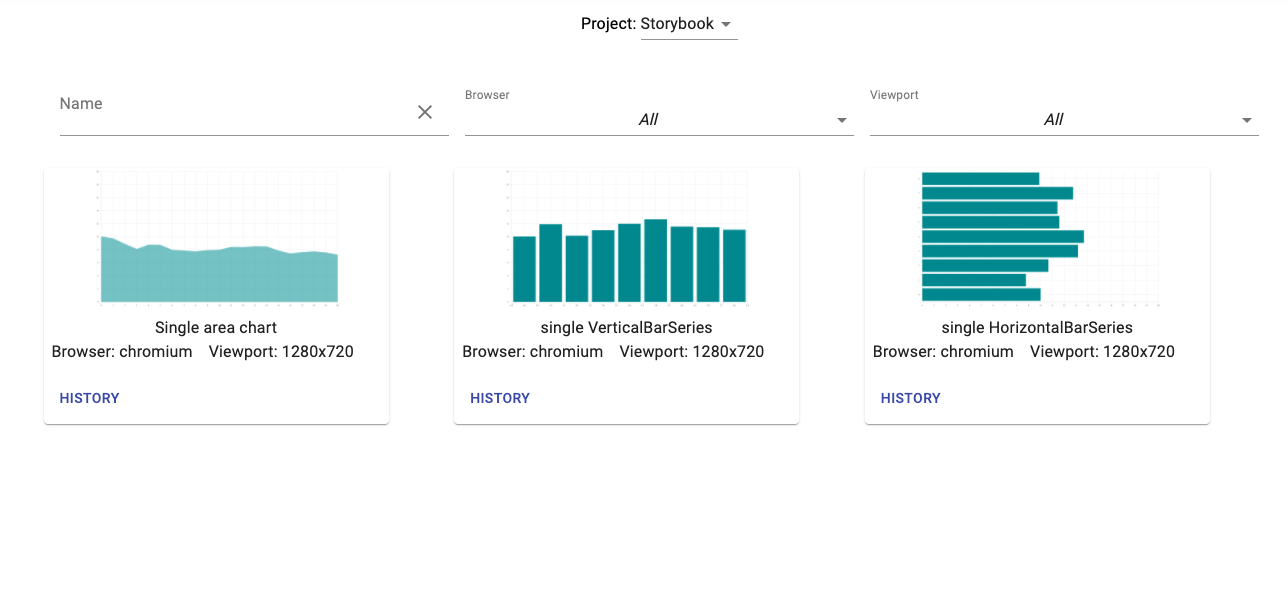 Project: Storybook
Name
Browser
All
Viewport
All
Single area chart
Browser: chromium Viewport: 1280x720
HISTORY
single VerticalBarSeries
Browser: chromium Viewport: 1280x720
HISTORY
single HorizontalBarSeries
Browser: chromium Viewport: 1280x720
HISTORY